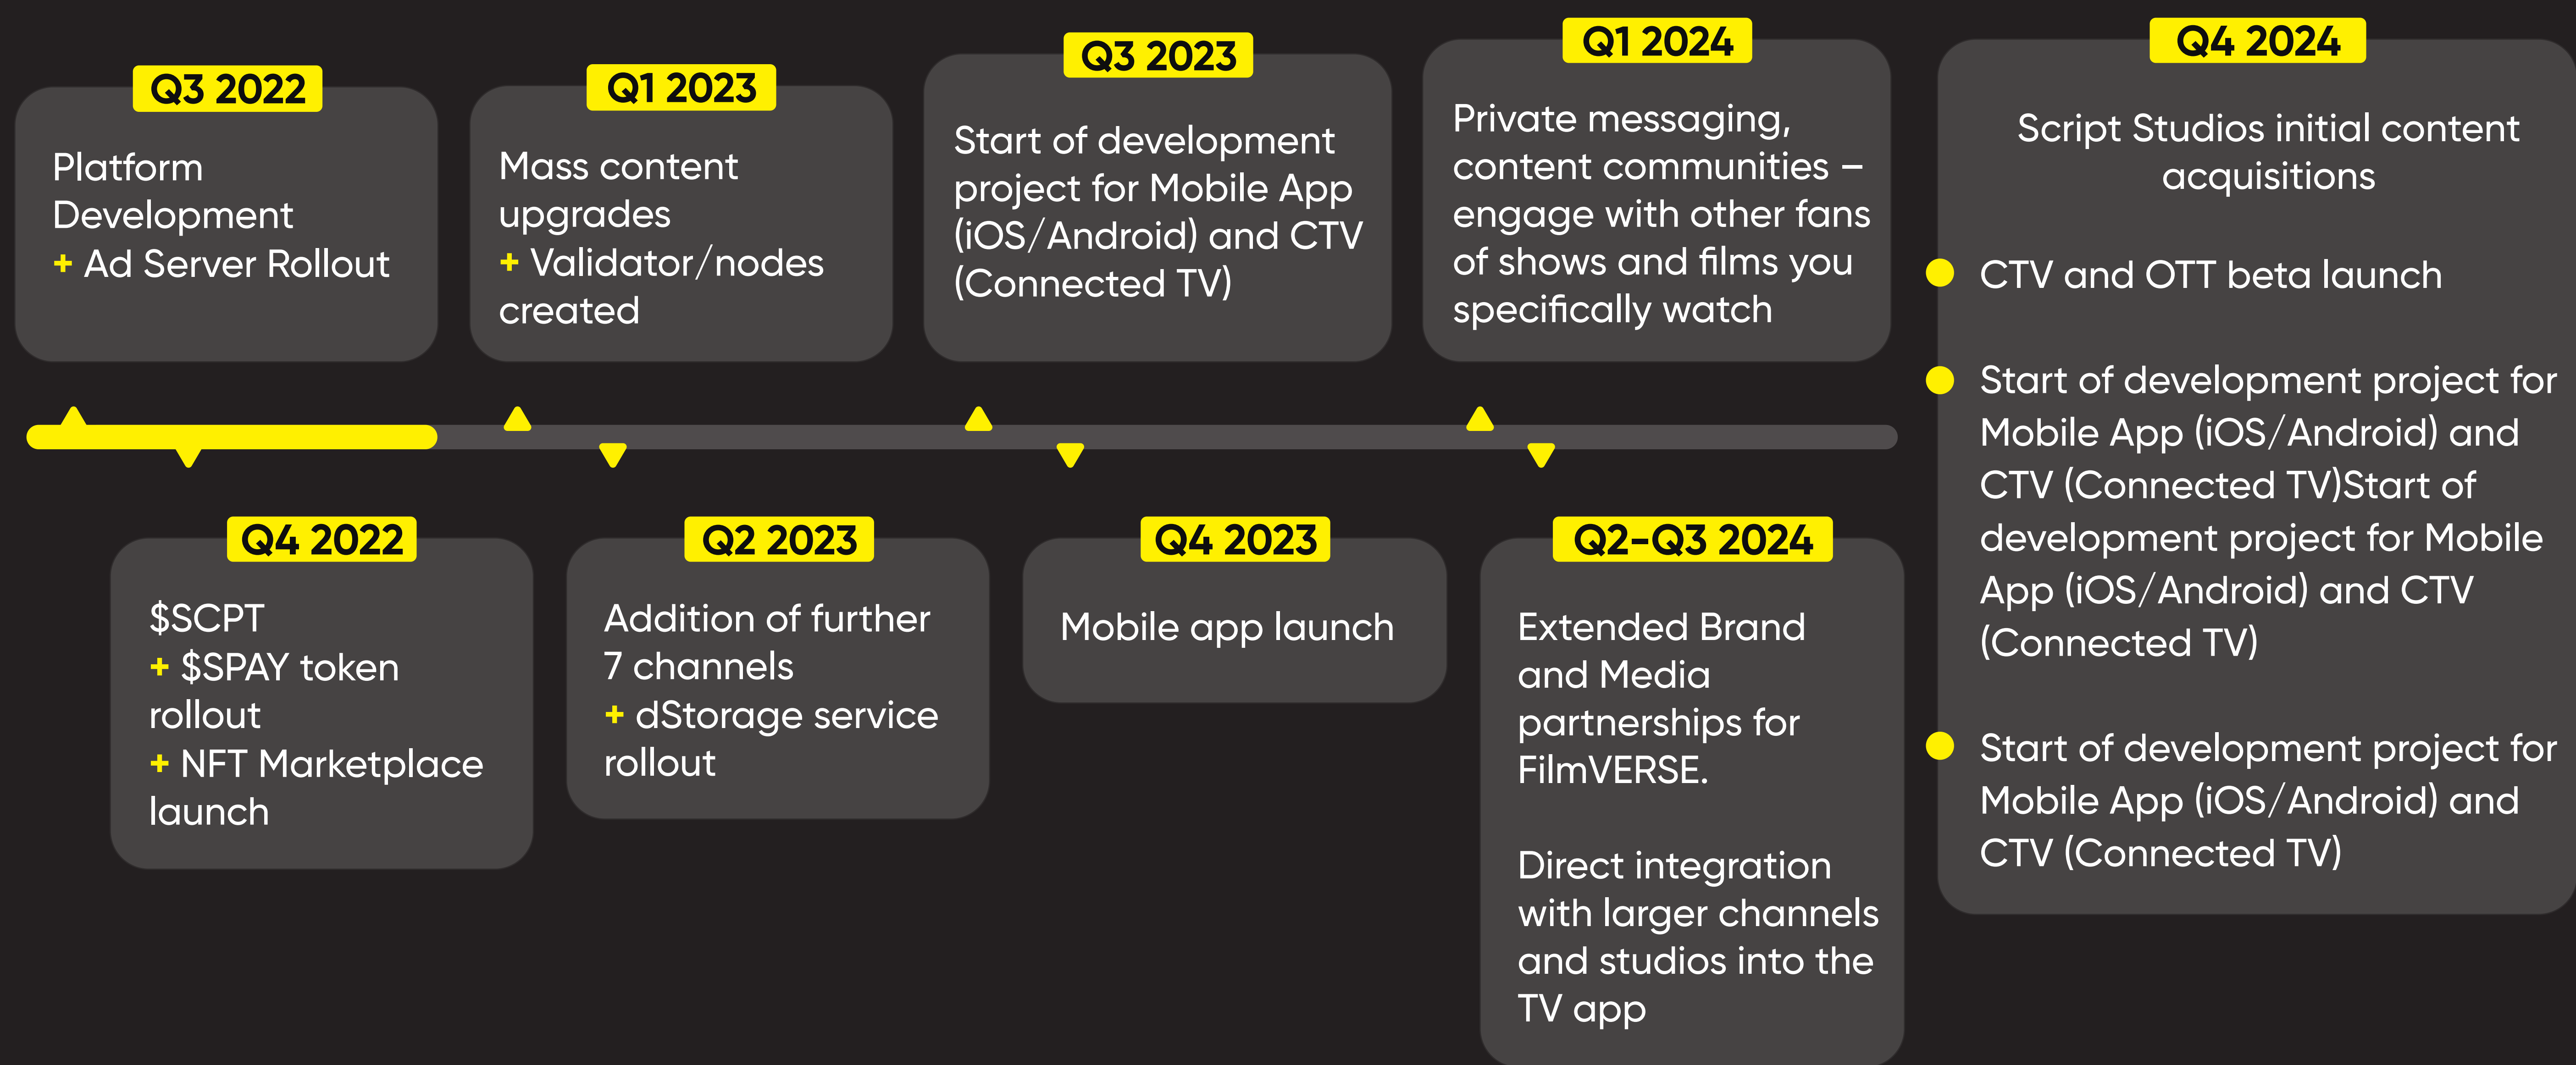 Q3 2022
Platform
Development
+ Ad Server Rollout
Q1 2023
Mass content
upgrades
+ Validator/nodes
created
Q3 2023
Start of development
project for Mobile App
(iOS/Android) and CTV
(Connected TV)
Q1 2024
Private messaging,
content communities –
engage with other fans
of shows and films you
specifically watch
Q4 2022
$SCPT
+ $SPAY token
rollout
+ NFT Marketplace
launch
Q2 2023
Addition of further
7 channels
+ dStorage service
rollout
Q4 2023
Mobile app launch
Q2-Q3 2024
Extended Brand
and Media
partnerships for
FilmVERSE.
Direct integration
with larger channels
and studios into the
TV app
Q4 2024
Script Studios initial content
acquisitions
CTV and OTT beta launch
Start of development project for
Mobile App (iOS/Android) and
CTV (Connected TV)Start of
development project for Mobile
App (iOS/Android) and CTV
(Connected TV)
Start of development project for
Mobile App (iOS/Android) and
CTV (Connected TV)